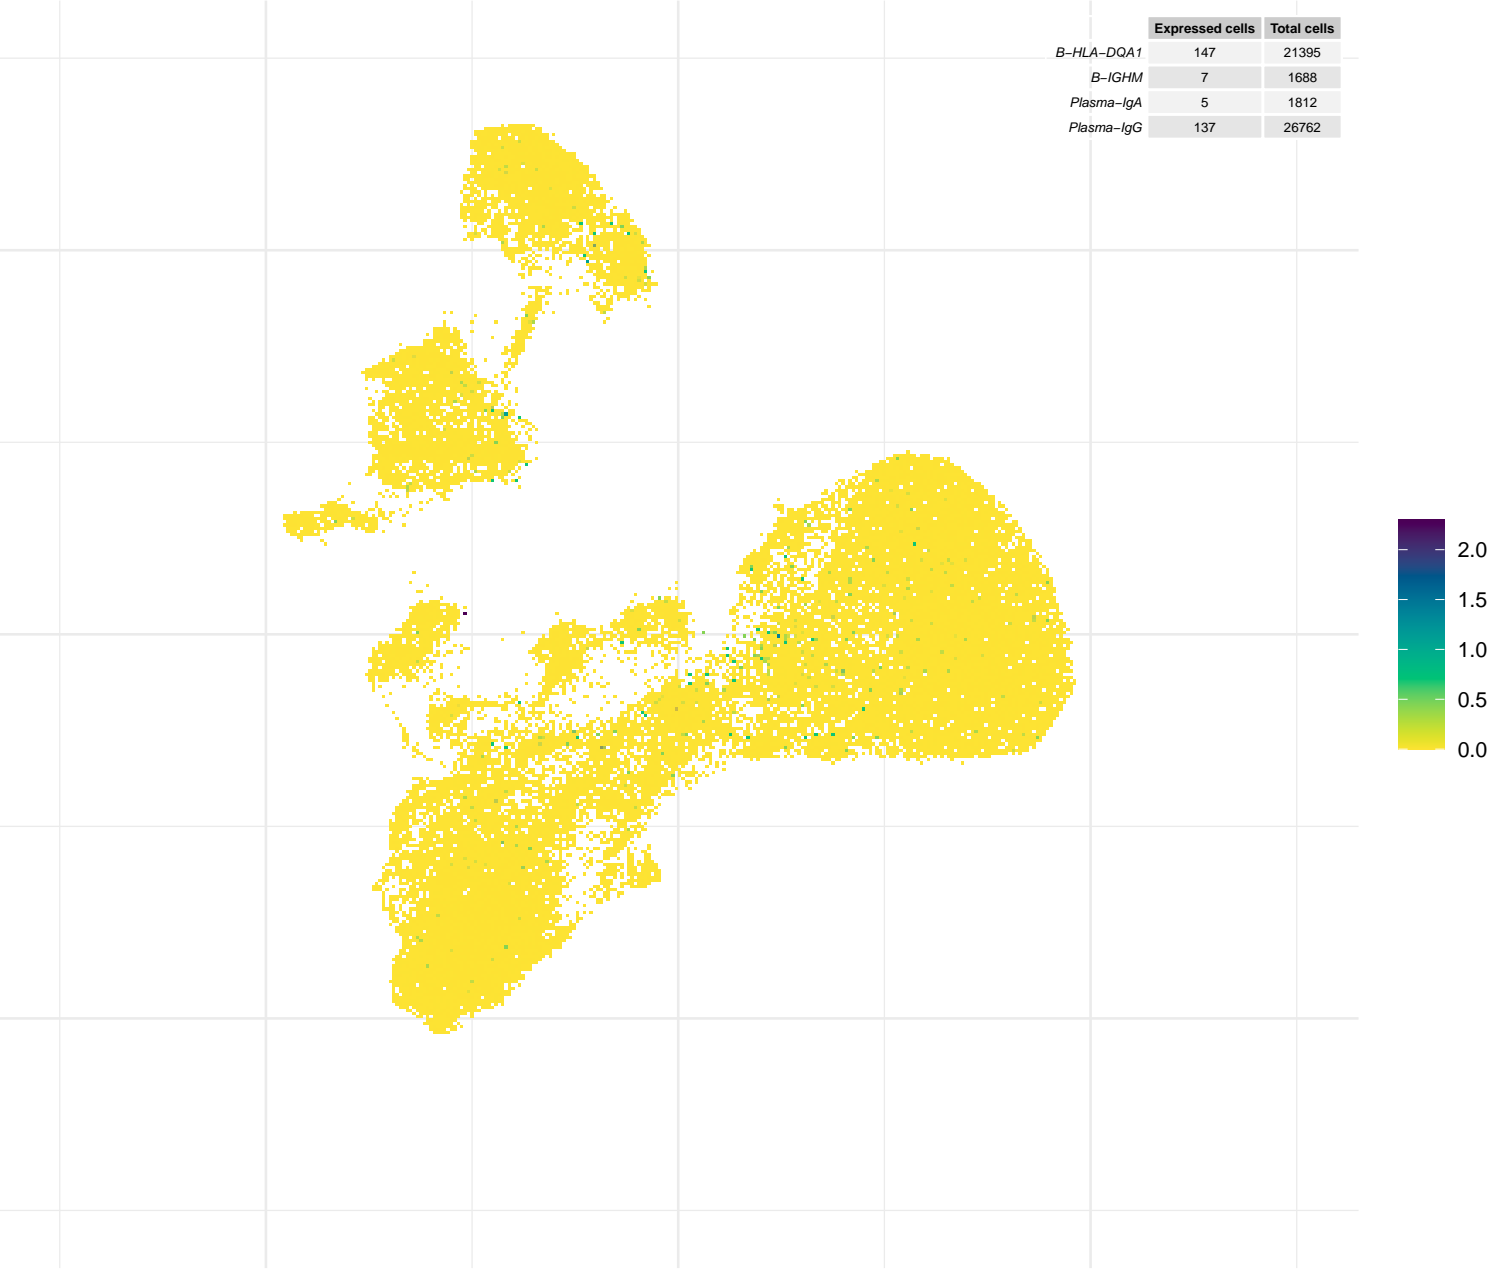 Expressed cells Total cells
B−HLA−DQA1 147 21395
B−IGHM 7 1688
Plasma−IgA 5 1812
Plasma−IgG 137 26762
2.0
1.5
1.0
0.5
0.0